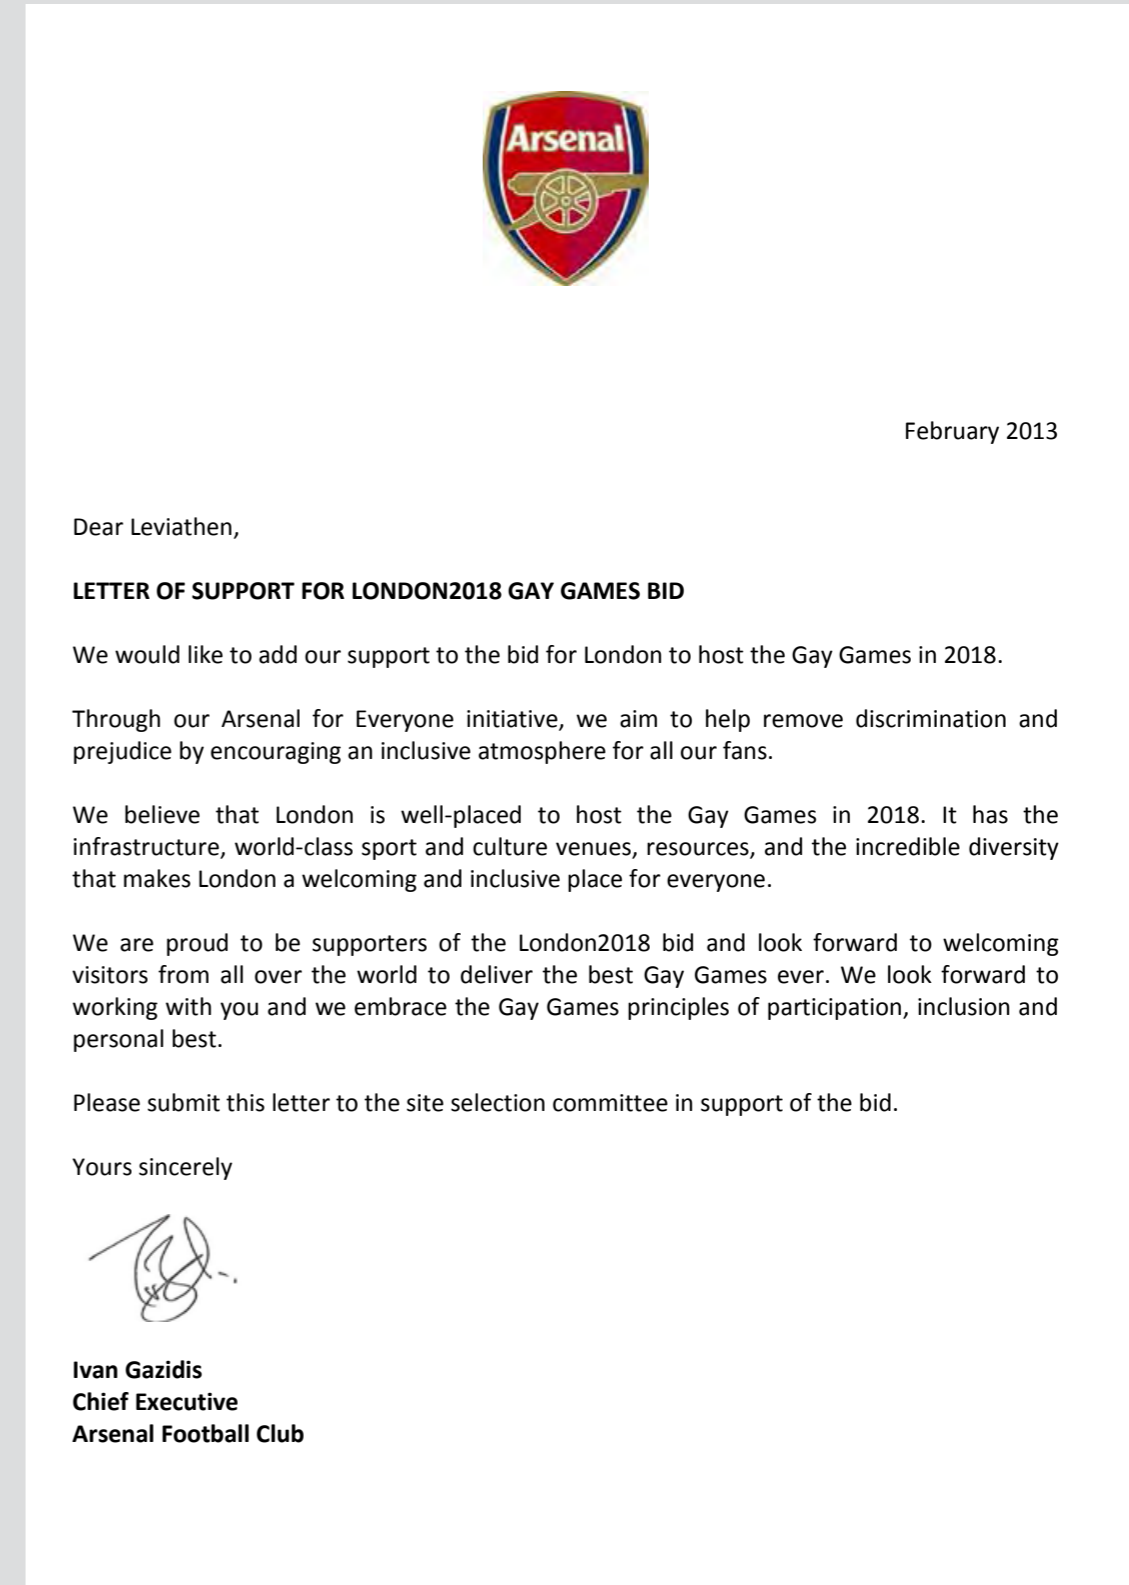 Arsenal
February 2013
Dear Leviathen,
LETTER OF SUPPORT FOR LONDON2018 GAY GAMES BID
We would like to add our support to the bid for London to host the Gay Games in 2018.
Through our Arsenal for Everyone initiative, we aim to help remove discrimination and
prejudice by encouraging an inclusive atmosphere for all our fans.
We believe that London is well-placed to host the Gay Games in 2018. It has the
infrastructure, world-class sport and culture venues, resources, and the incredible diversity
that makes London a welcoming and inclusive place for everyone.
We are proud to be supporters of the London2018 bid and look forward to welcoming
visitors from all over the world to deliver the best Gay Games ever. We look forward to
working with you and we embrace the Gay Games principles of participation, inclusion and
personal best.
Please submit this letter to the site selection committee in support of the bid.
Yours sincerely
Ivan Gazidis
Chief Executive
Arsenal Football Club